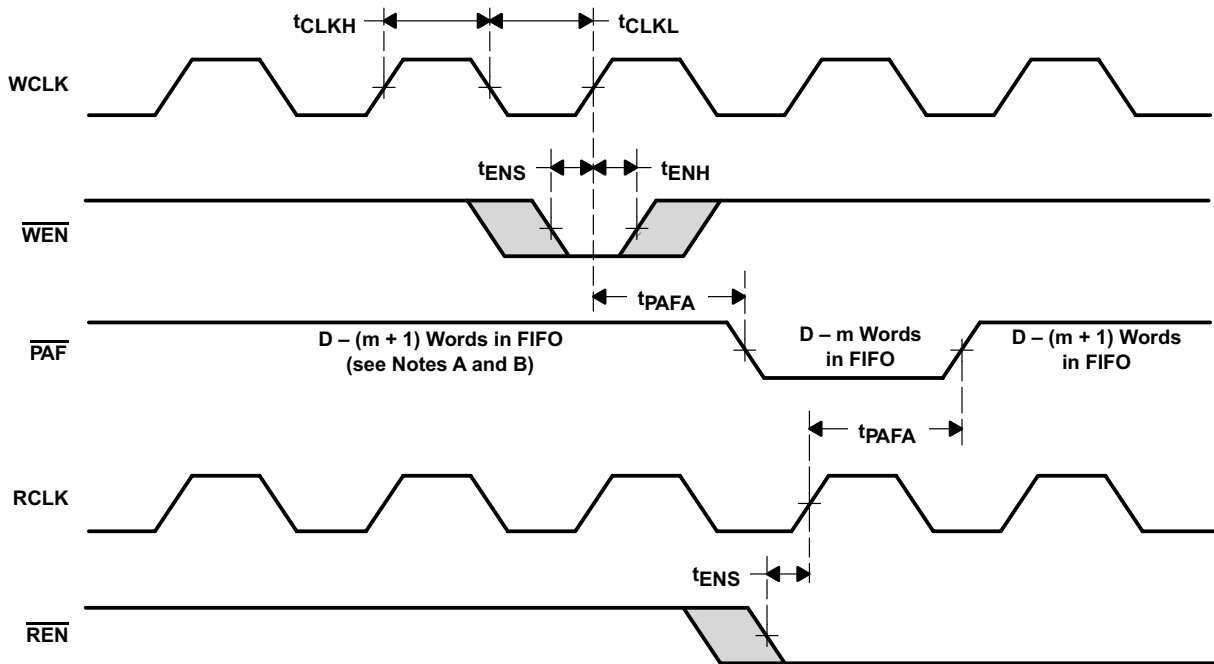 tCLKH
tCLKL
WCLK
tENS
tENH
WEN
tPAFA
PAF
D – (m + 1) Words in FIFO
(see Notes A and B)
D – m Words
in FIFO
D – (m + 1) Words
in FIFO
tPAFA
RCLK
tENS
REN